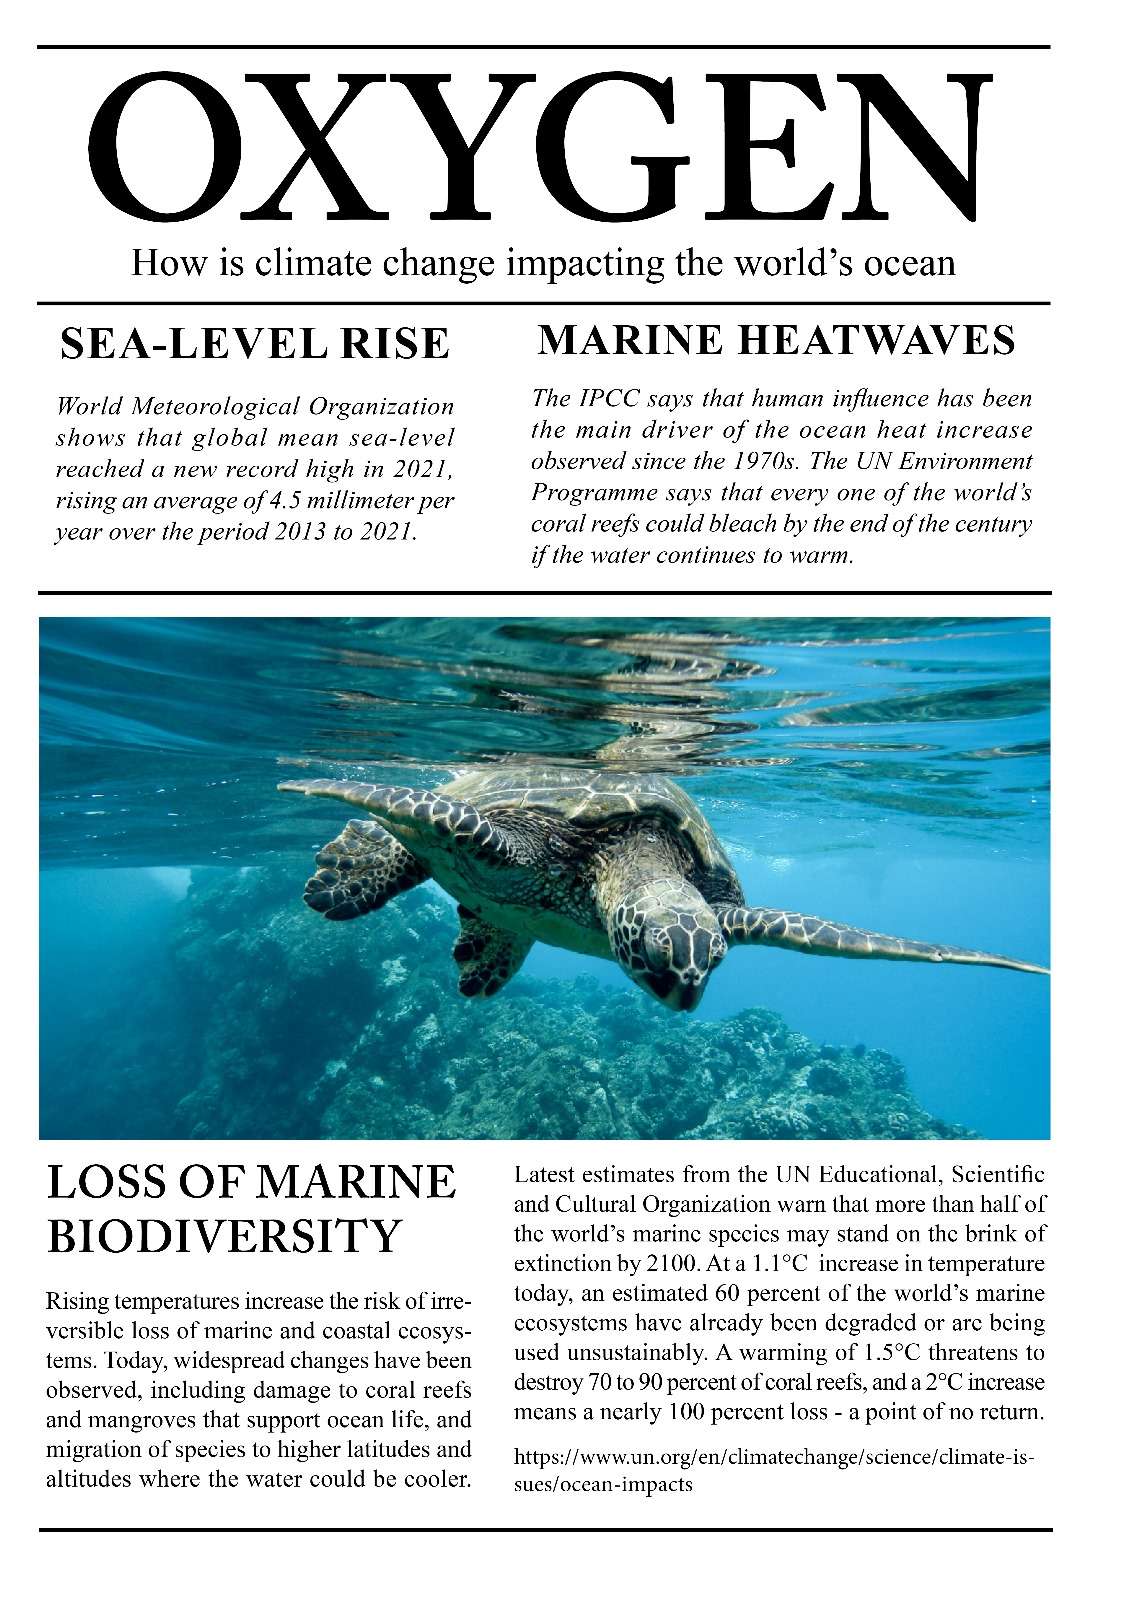 OXYGEN
How is climate change impacting the world’s ocean
SEA-LEVEL RISE
World Meteorological Organization
shows that global mean sea-level
reached a new record high in 2021,
rising an average of 4.5 millimeter per
year over the period 2013 to 2021.
MARINE HEATWAVES
The IPCC says that human influence has been
the main driver of the ocean heat increase
observed since the 1970s. The UN Environment
Programme says that every one of the world’s
coral reefs could bleach by the end of the century
if the water continues to warm.
LOSS OF MARINE
BIODIVERSITY
Rising temperatures increase the risk of irre-
versible loss of marine and coastal ecosys-
tems. Today, widespread changes have been
observed, including damage to coral reefs
and mangroves that support ocean life, and
migration of species to higher latitudes and
altitudes where the water could be cooler.
Latest estimates from the UN Educational, Scientific
and Cultural Organization warn that more than half of
the world’s marine species may stand on the brink of
extinction by 2100. At a 1.1°C increase in temperature
today, an estimated 60 percent of the world’s marine
ecosystems have already been degraded or are being
used unsustainably. A warming of 1.5°C threatens to
destroy 70 to 90 percent of coral reefs, and a 2°C increase
means a nearly 100 percent loss - a point of no return.
https://www.un.org/en/climatechange/science/climate-is-
sues/ocean-impacts